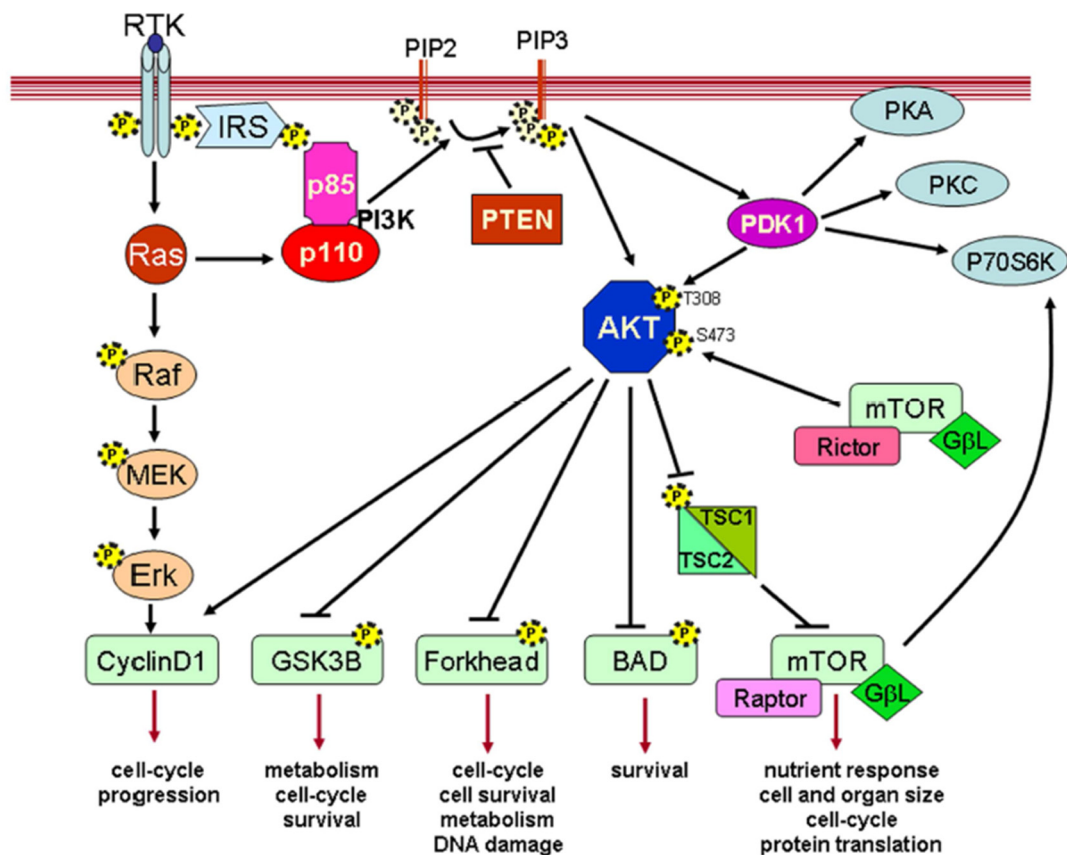 RTK
PIP2
PIP3
P
P
IRS
P
P
P
P
P
P
PKA
p85
PI3K
p110
PTEN
PDK1
PKC
P70S6K
Ras
AKT
P
T308
P
S473
P
Raf
mTOR
Rictor
GβL
P
MEK
P
TSC1
TSC2
P
Erk
CyclinD1
P
GSK3B
P
Forkhead
P
BAD
mTOR
Raptor
GβL
cell-cycle
progression
metabolism
cell-cycle
survival
cell-cycle
cell survival
metabolism
DNA damage
survival
nutrient response
cell and organ size
cell-cycle
protein translation